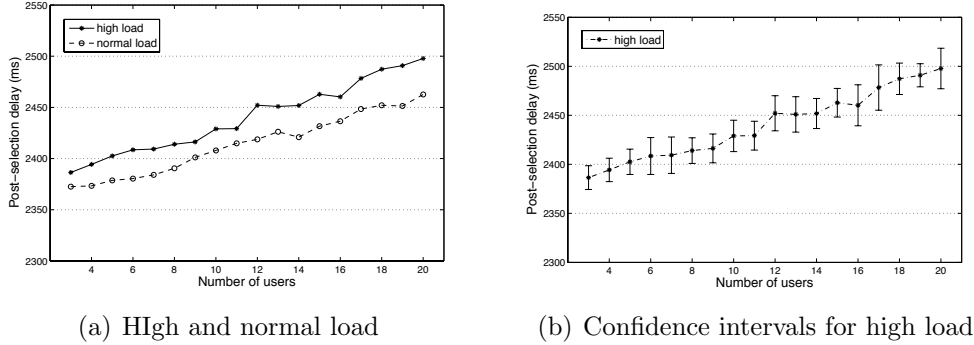 2550
2500
2450
2400
2350
2300
Post−selection delay (ms)
high load
normal load
4 6 8 10 12 14 16 18 20
Number of users
(a) HIgh and normal load
2550
2500
2450
2400
2350
2300
Post−selection delay (ms)
high load
4 6 8 10 12 14 16 18 20
Number of users
(b) Confidence intervals for high load